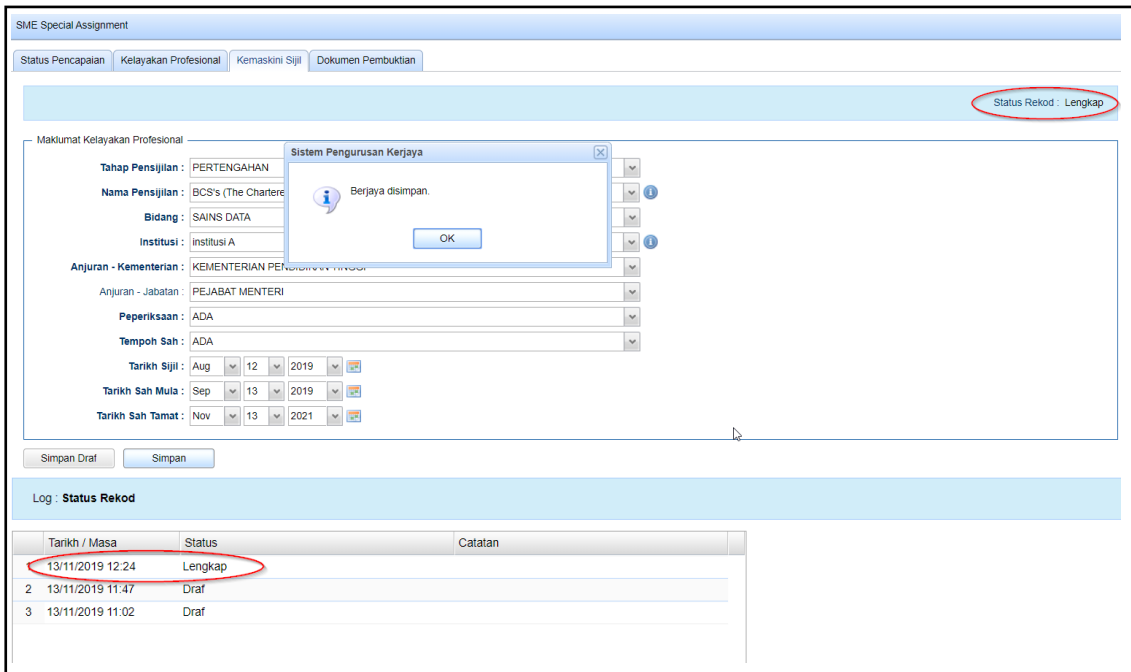 SME Special Assignment
Status Pencapaian Kelayakan Profesional Kemaskini Sijil Dokumen Pembuktian
Status Rekod : Lengkap
Maklumat Kelayakan Profesional
Sistem Pengurusan Kerjaya
Berjaya disimpan.
OK
Tahap Pensijilan : PERTENGAHAN
Nama Pensijilan : BCS's (The Chartere
Bidang : SAINS DATA
Institusi : institusi A
Anjuran - Kementerian : KEMENTERIAN PENDIDIKAN TINGGI
Anjuran - Jabatan : PEJABAT MENTERI
Peperiksaan : ADA
Tempoh Sah : ADA
Tarikh Sijil : Aug 12 2019
Tarikh Sah Mula : Sep 13 2019
Tarikh Sah Tamat : Nov 13 2021
Simpan Draf Simpan
Log : Status Rekod
Tarikh / Masa Status Catatan
1 13/11/2019 12:24 Lengkap
2 13/11/2019 11:47 Draf
3 13/11/2019 11:02 Draf